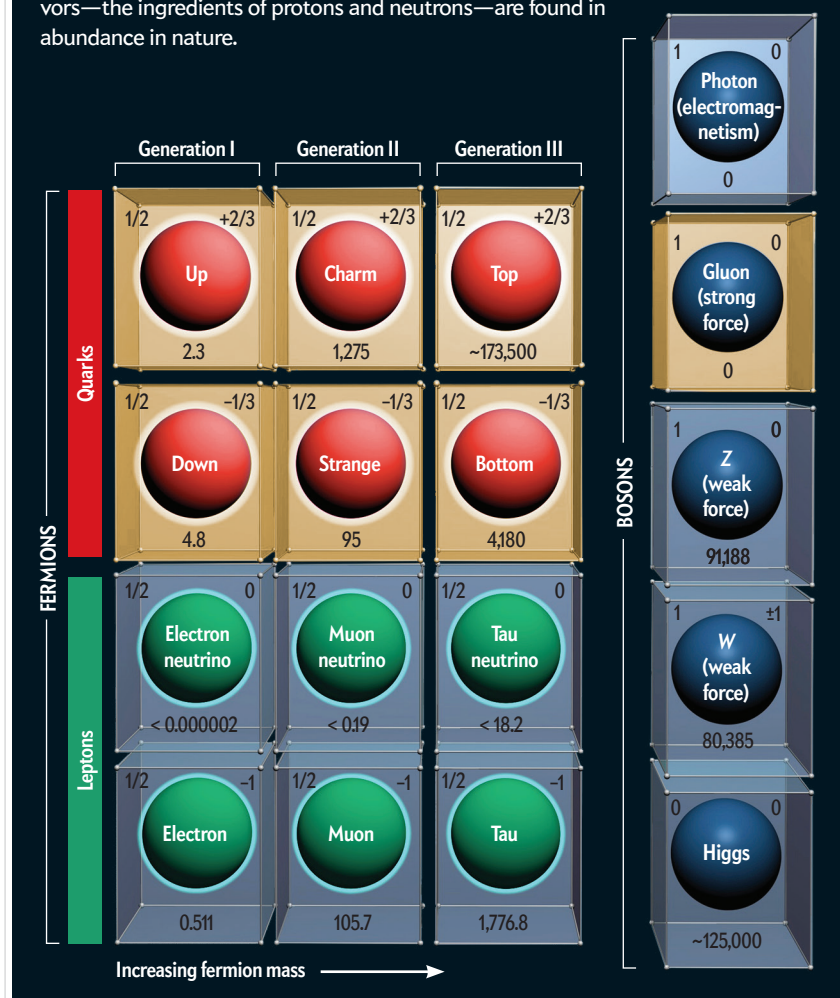 vors—the ingredients of protons and neutrons—are found in
abundance in nature.
Generation I
Generation II
Generation III
FERMIONS
Quarks
1/2 +2/3
Up
2.3
1/2 +2/3
Charm
1,275
1/2 +2/3
Top
~173,500
1/2 –1/3
Down
4.8
1/2 –1/3
Strange
95
1/2 –1/3
Bottom
4,180
Leptons
1/2 0
Electron
neutrino
< 0.000002
1/2 0
Muon
neutrino
< 0.19
1/2 0
Tau
neutrino
< 18.2
1/2 –1
Electron
0.511
1/2 –1
Muon
105.7
1/2 –1
Tau
1,776.8
Increasing fermion mass
BOSONS
1 0
Photon
(electromag-
netism)
0
1 0
Gluon
(strong
force)
0
1 0
Z
(weak
force)
91,188
1 ±1
W
(weak
force)
80,385
0 0
Higgs
~125,000